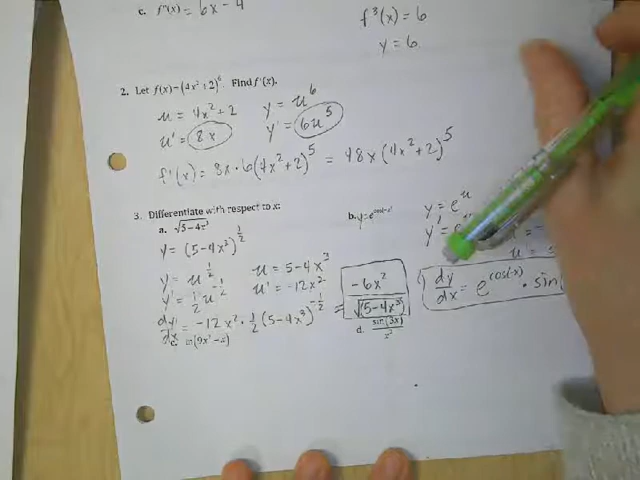 c. f''(x) = 6x - 4
f³(x) = 6
y = 6
2. Let f(x)=(4x²+2)⁶. Find f'(x).
u = 4x²+2
y = u⁶
u' = 8x
y' = 6u⁵
f'(x) = 8x · 6(4x²+2)⁵ = 48x(4x²+2)⁵
3. Differentiate with respect to x:
a. √5-4x³
y = (5-4x³)^1/2
y = u^1/2
u = 5-4x³
y' = 1/2 u^-1/2
u' = -12x²
dy/dx = -12x² · 1/2 (5-4x³)^-1/2 = -6x²/√(5-4x³)
b. y=e^cos(-x)
y = e^u
y' = e
u =
dy/dx = e^cos(-x) · sin(
d. sin(3x)/x²